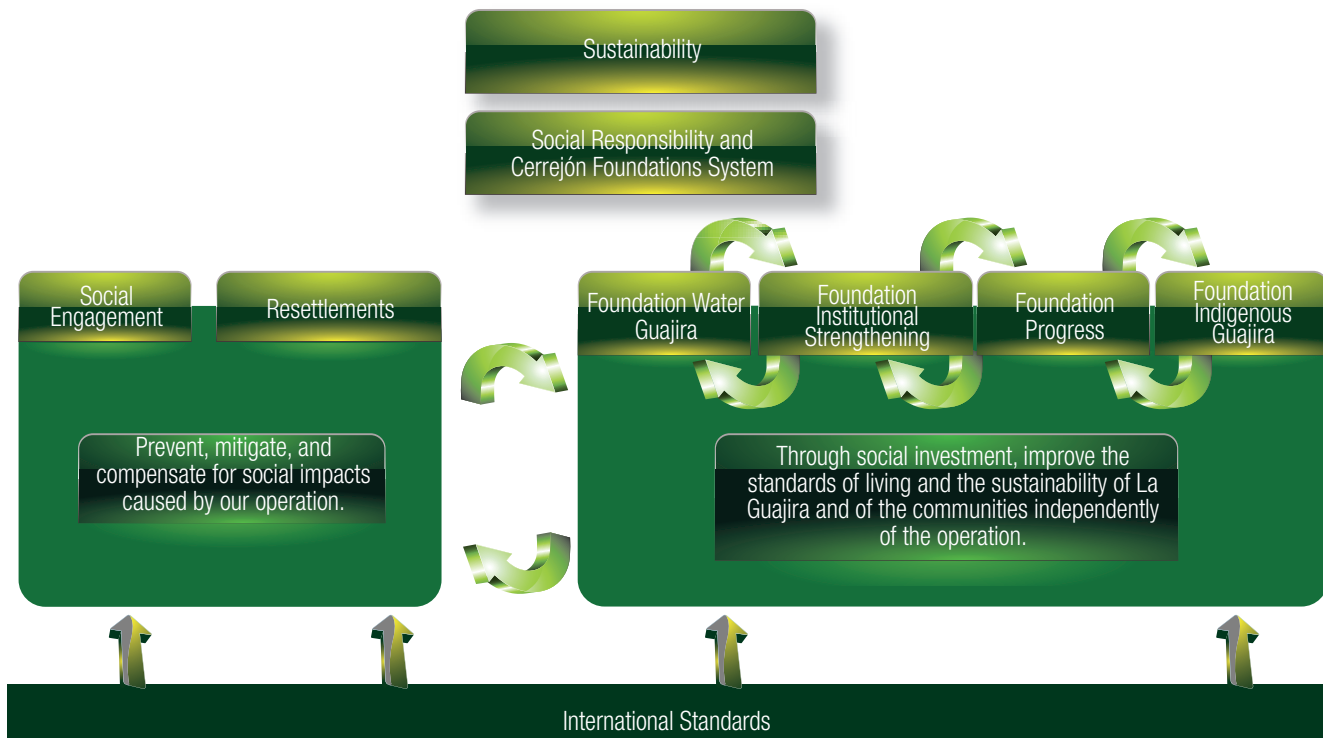 Sustainability
Social Responsibility and
Cerrejón Foundations System
Social
Engagement
Resettlements
Foundation Water
Guajira
Foundation
Institutional
Strengthening
Foundation
Progress
Foundation
Indigenous
Guajira
Prevent, mitigate, and
compensate for social impacts
caused by our operation.
Through social investment, improve the
standards of living and the sustainability of La
Guajira and of the communities independently
of the operation.
International Standards